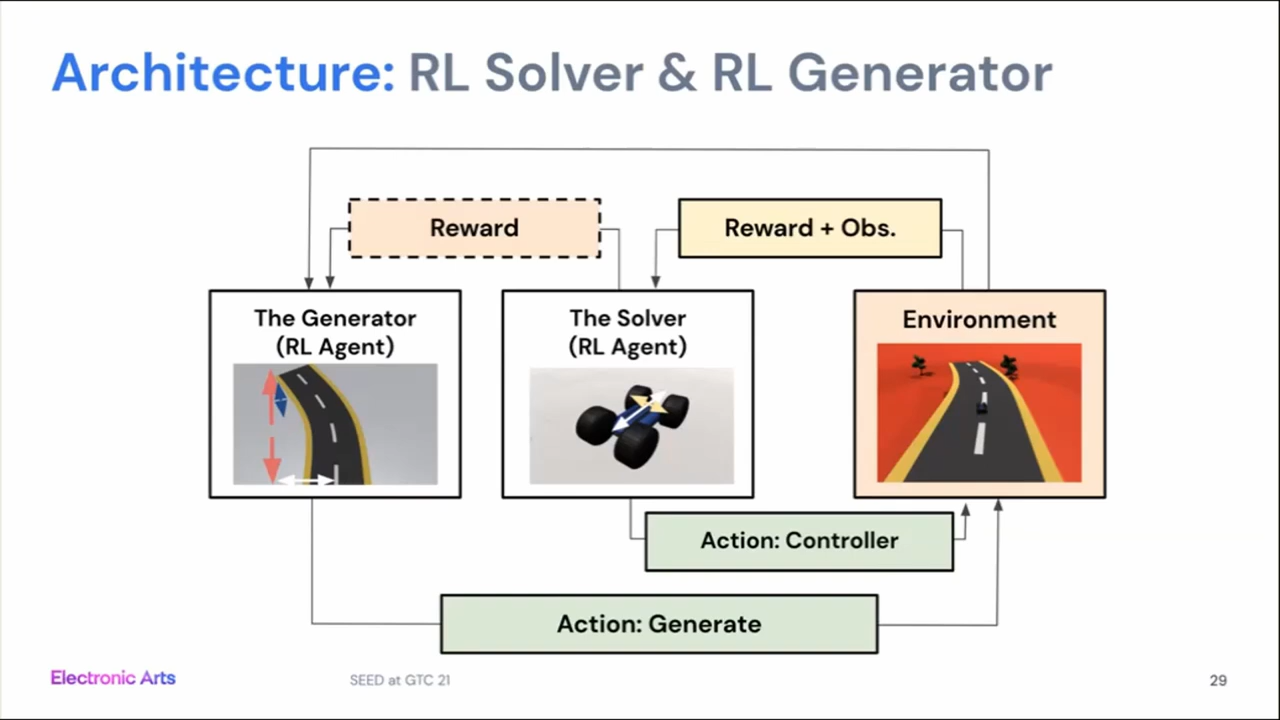 Architecture: RL Solver & RL Generator
Reward
Reward + Obs.
The Generator
(RL Agent)
The Solver
(RL Agent)
Environment
Action: Controller
Action: Generate
Electronic Arts
SEED at GTC 21
29